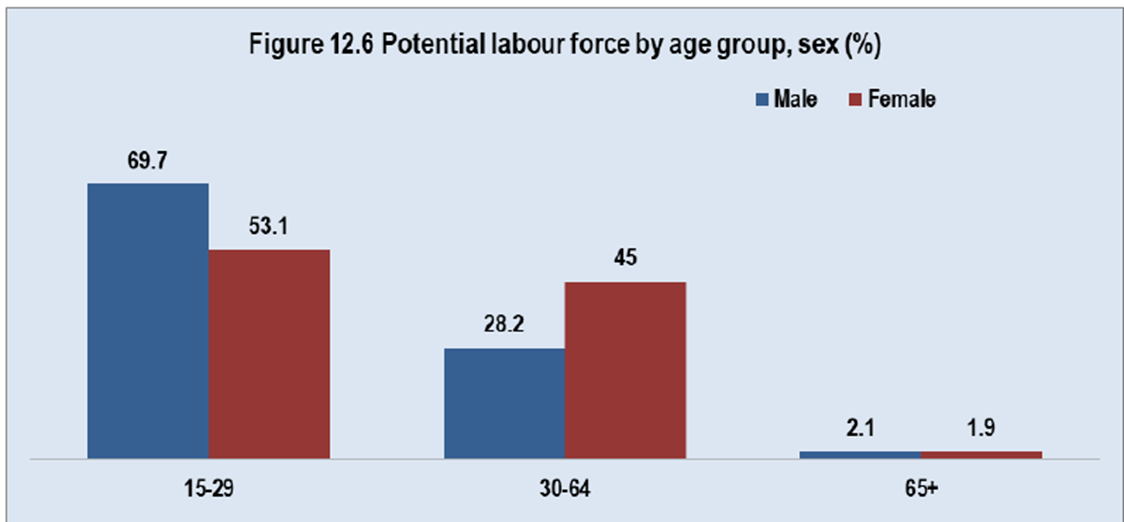 Figure 12.6 Potential labour force by age group, sex (%)
Male Female
69.7
53.1
28.2
45
2.1
1.9
15-29 30-64 65+